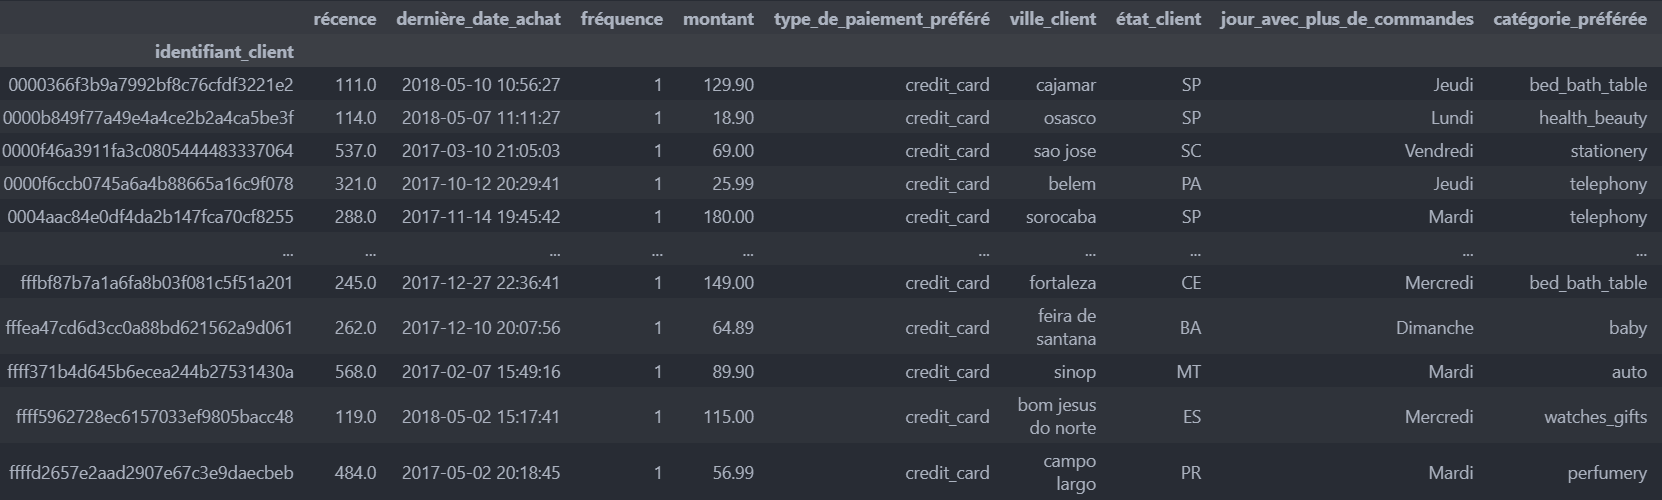 récence dernière_date_achat fréquence montant type_de_paiement_préféré ville_client état_client jour_avec_plus_de_commandes catégorie_préférée
identifiant_client
0000366f3b9a7992bf8c76cfdf3221e2 111.0 2018-05-10 10:56:27 1 129.90 credit_card cajamar SP Jeudi bed_bath_table
0000b849f77a49e4a4ce2b2a4ca5be3f 114.0 2018-05-07 11:11:27 1 18.90 credit_card osasco SP Lundi health_beauty
0000f46a3911fa3c0805444483337064 537.0 2017-03-10 21:05:03 1 69.00 credit_card sao jose SC Vendredi stationery
0000f6ccb0745a6a4b88665a16c9f078 321.0 2017-10-12 20:29:41 1 25.99 credit_card belem PA Jeudi telephony
0004aac84e0df4da2b147fca70cf8255 288.0 2017-11-14 19:45:42 1 180.00 credit_card sorocaba SP Mardi telephony
... ... ... ... ... ... ... ... ... ...
fffbf87b7a1a6fa8b03f081c5f51a201 245.0 2017-12-27 22:36:41 1 149.00 credit_card fortaleza CE Mercredi bed_bath_table
fffea47cd6d3cc0a88bd621562a9d061 262.0 2017-12-10 20:07:56 1 64.89 credit_card feira de santana BA Dimanche baby
ffff371b4d645b6ecea244b27531430a 568.0 2017-02-07 15:49:16 1 89.90 credit_card sinop MT Mardi auto
ffff5962728ec6157033ef9805bacc48 119.0 2018-05-02 15:17:41 1 115.00 credit_card bom jesus do norte ES Mercredi watches_gifts
ffffd2657e2aad2907e67c3e9daecbeb 484.0 2017-05-02 20:18:45 1 56.99 credit_card campo largo PR Mardi perfumery